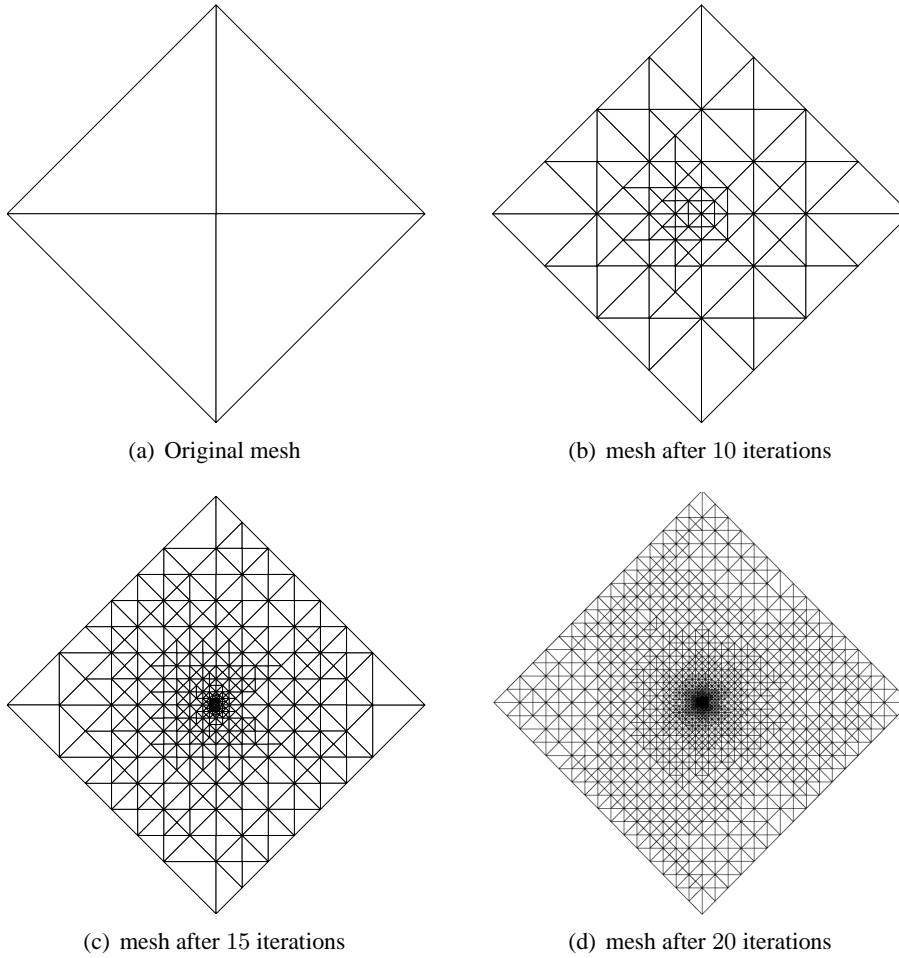 (a) Original mesh
(b) mesh after 10 iterations
(c) mesh after 15 iterations
(d) mesh after 20 iterations